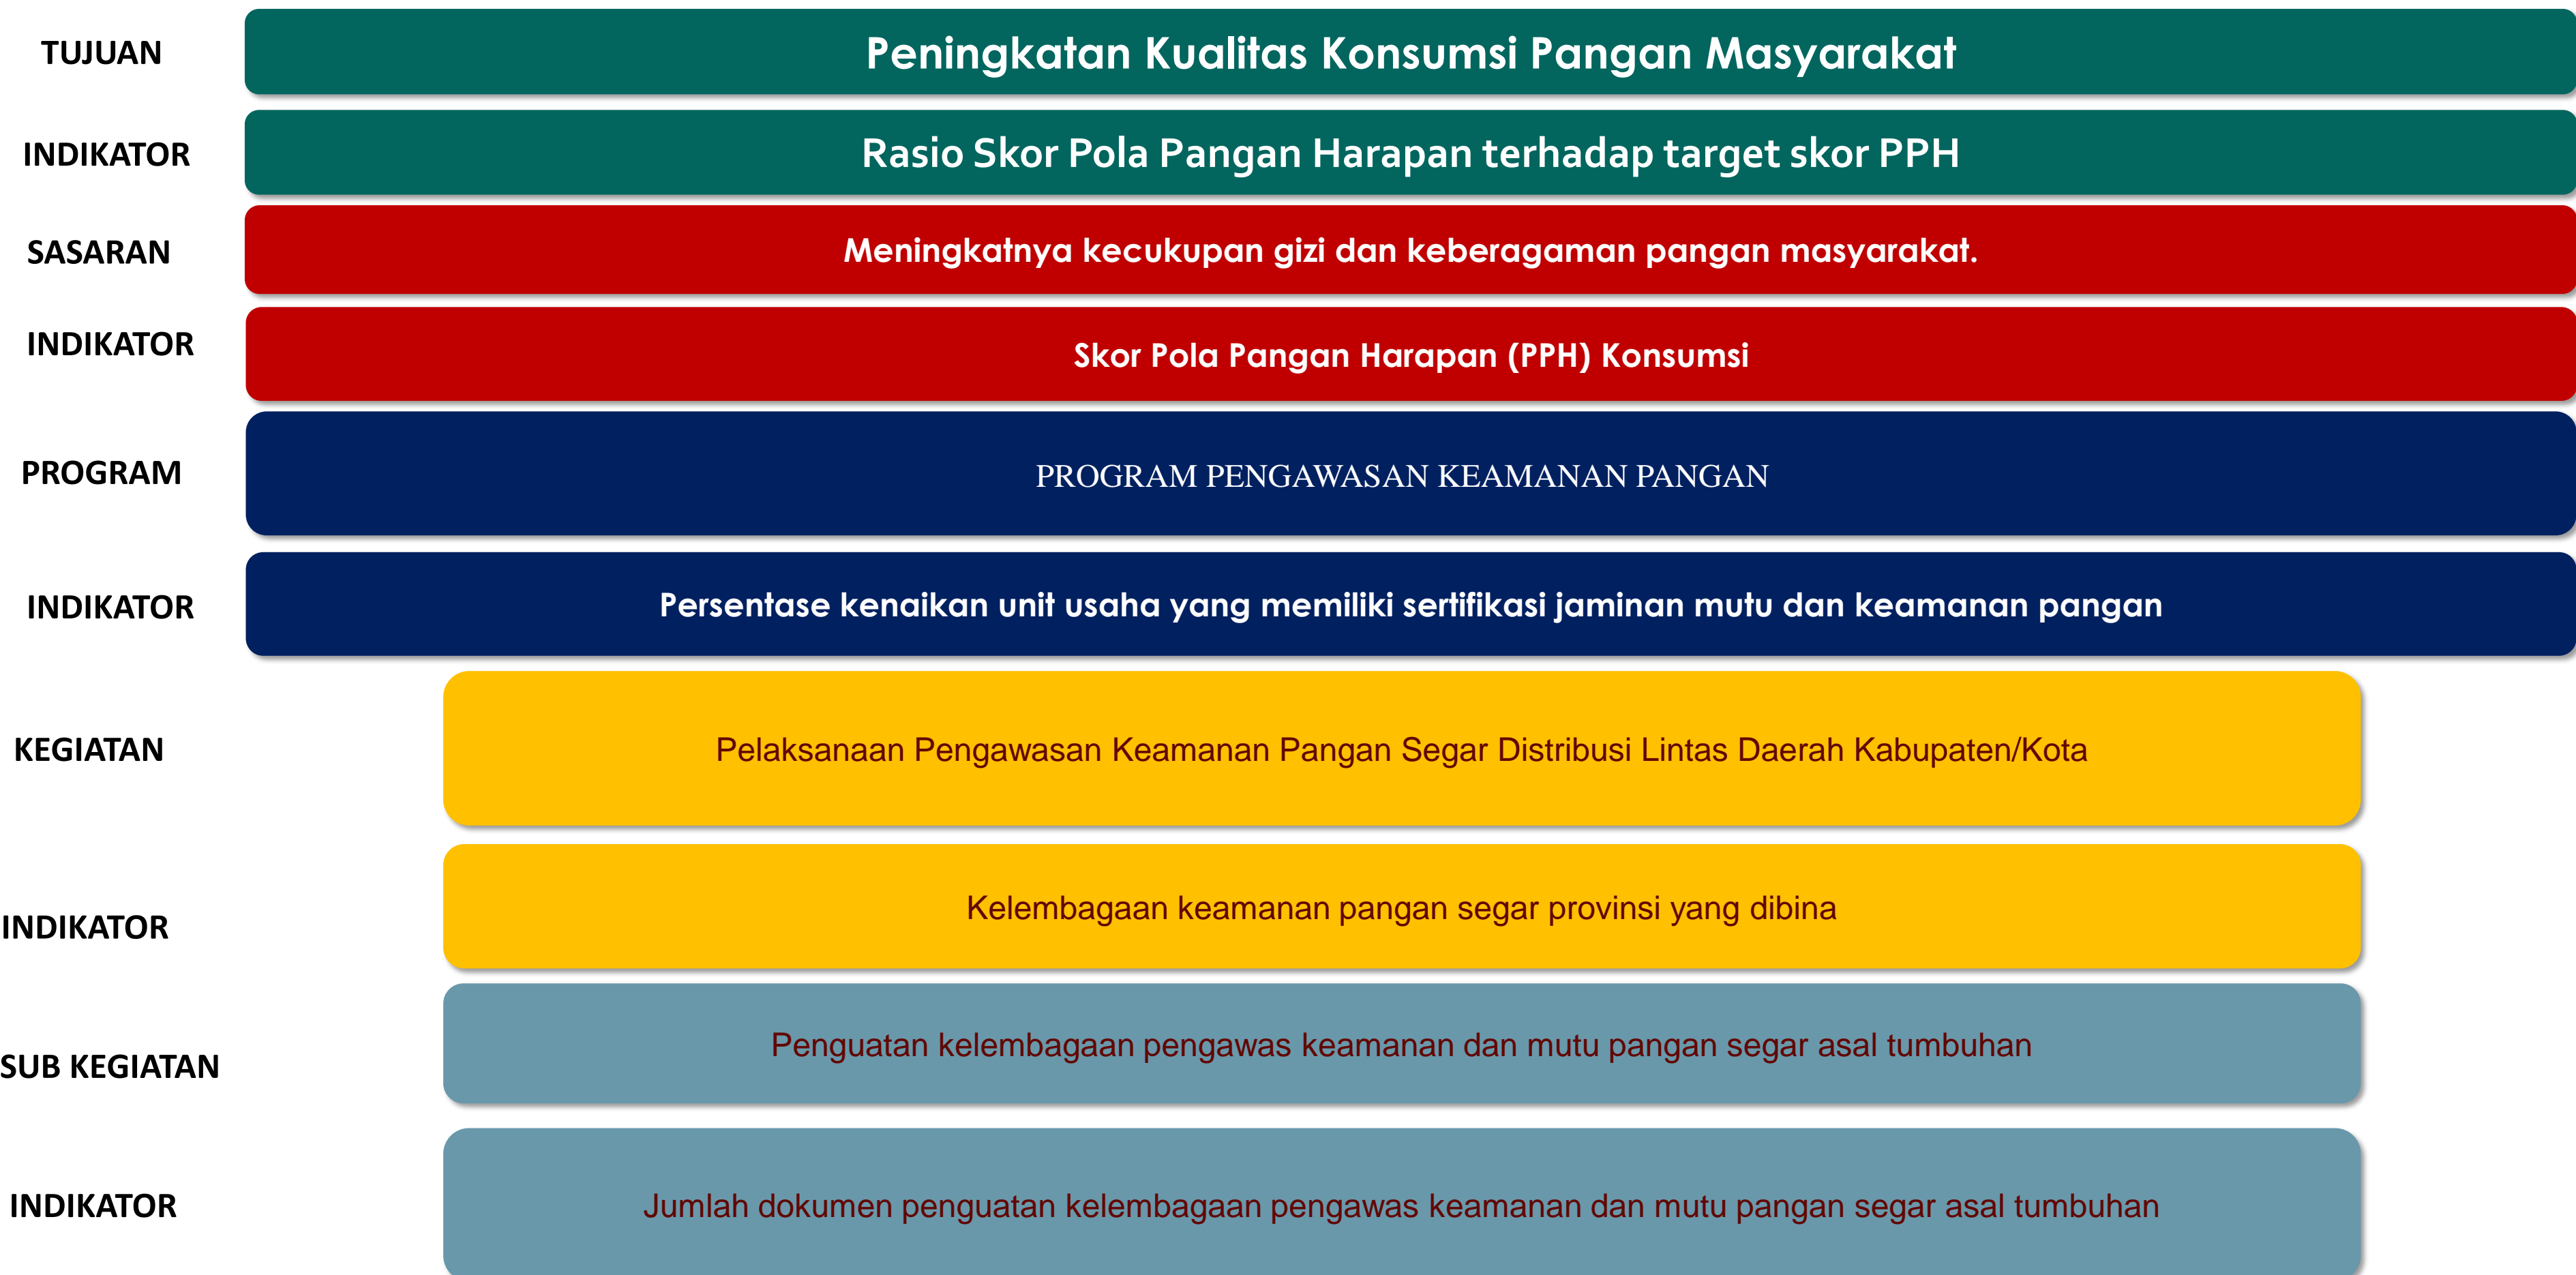 TUJUAN
Peningkatan Kualitas Konsumsi Pangan Masyarakat
INDIKATOR
Rasio Skor Pola Pangan Harapan terhadap target skor PPH
SASARAN
Meningkatnya kecukupan gizi dan keberagaman pangan masyarakat.
INDIKATOR
Skor Pola Pangan Harapan (PPH) Konsumsi
PROGRAM
PROGRAM PENGAWASAN KEAMANAN PANGAN
INDIKATOR
Persentase kenaikan unit usaha yang memiliki sertifikasi jaminan mutu dan keamanan pangan
KEGIATAN
Pelaksanaan Pengawasan Keamanan Pangan Segar Distribusi Lintas Daerah Kabupaten/Kota
INDIKATOR
Kelembagaan keamanan pangan segar provinsi yang dibina
SUB KEGIATAN
Penguatan kelembagaan pengawas keamanan dan mutu pangan segar asal tumbuhan
INDIKATOR
Jumlah dokumen penguatan kelembagaan pengawas keamanan dan mutu pangan segar asal tumbuhan